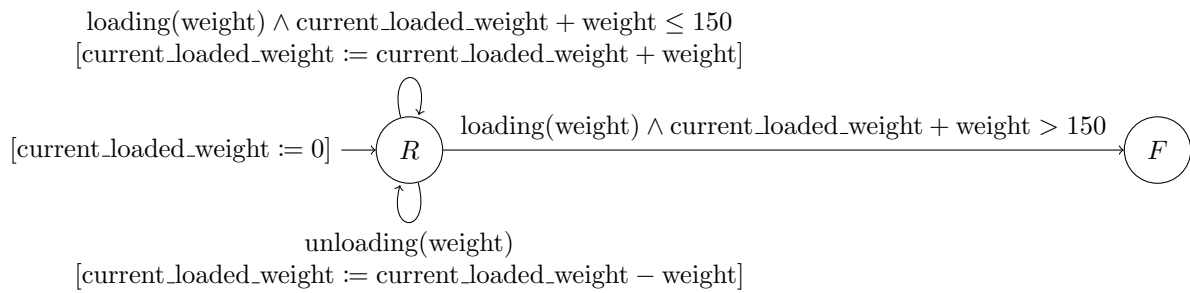 loading(weight) ∧ current_loaded_weight + weight ≤ 150
[current_loaded_weight := current_loaded_weight + weight]
[current_loaded_weight := 0]
R
loading(weight) ∧ current_loaded_weight + weight > 150
F
unloading(weight)
[current_loaded_weight := current_loaded_weight − weight]